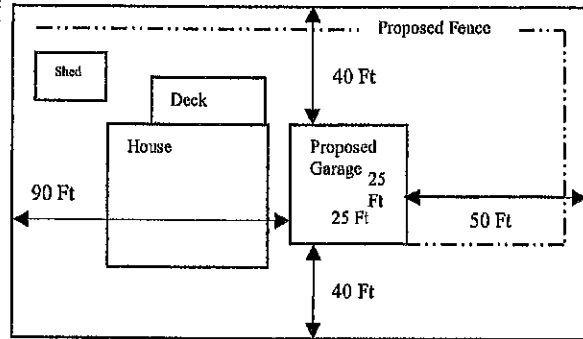 Proposed Fence
Shed
40 Ft
Deck
House
Proposed
Garage
25
Ft
25 Ft
90 Ft
50 Ft
40 Ft